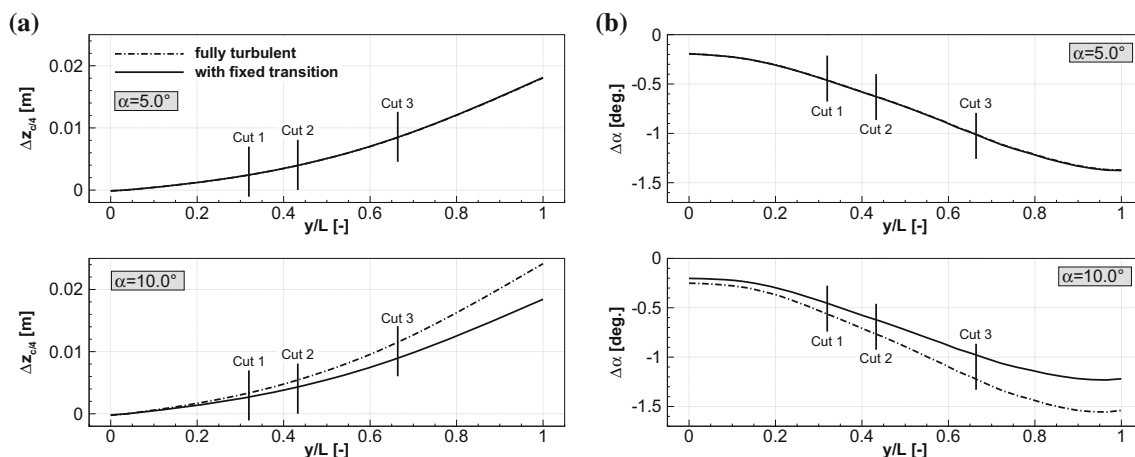 (a)
fully turbulent
with fixed transition
α=5.0°
Δz_c/4 [m]
0.02
0.01
0
Cut 1
Cut 2
Cut 3
0 0.2 0.4 0.6 0.8 1
y/L [-]
α=10.0°
Δz_c/4 [m]
0.02
0.01
0
Cut 1
Cut 2
Cut 3
0 0.2 0.4 0.6 0.8 1
y/L [-]
(b)
α=5.0°
Δα [deg.]
0
-0.5
-1
-1.5
Cut 1
Cut 2
Cut 3
0 0.2 0.4 0.6 0.8 1
y/L [-]
α=10.0°
Δα [deg.]
0
-0.5
-1
-1.5
Cut 1
Cut 2
Cut 3
0 0.2 0.4 0.6 0.8 1
y/L [-]